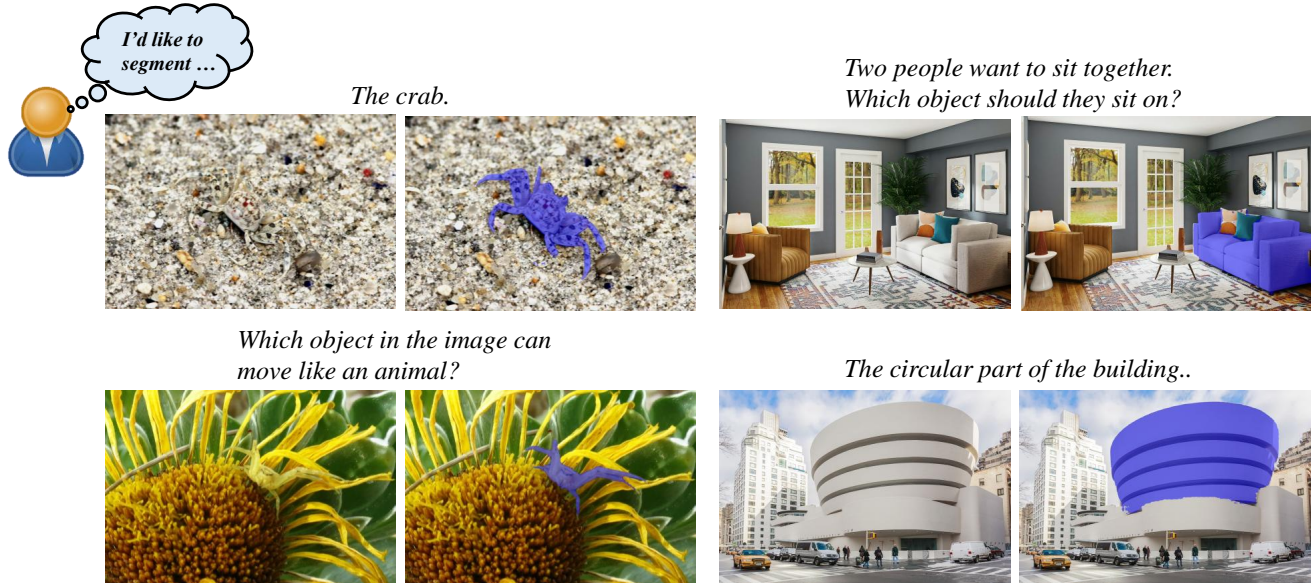 I'd like to
segment …
The crab.
Two people want to sit together.
Which object should they sit on?
Which object in the image can
move like an animal?
The circular part of the building..